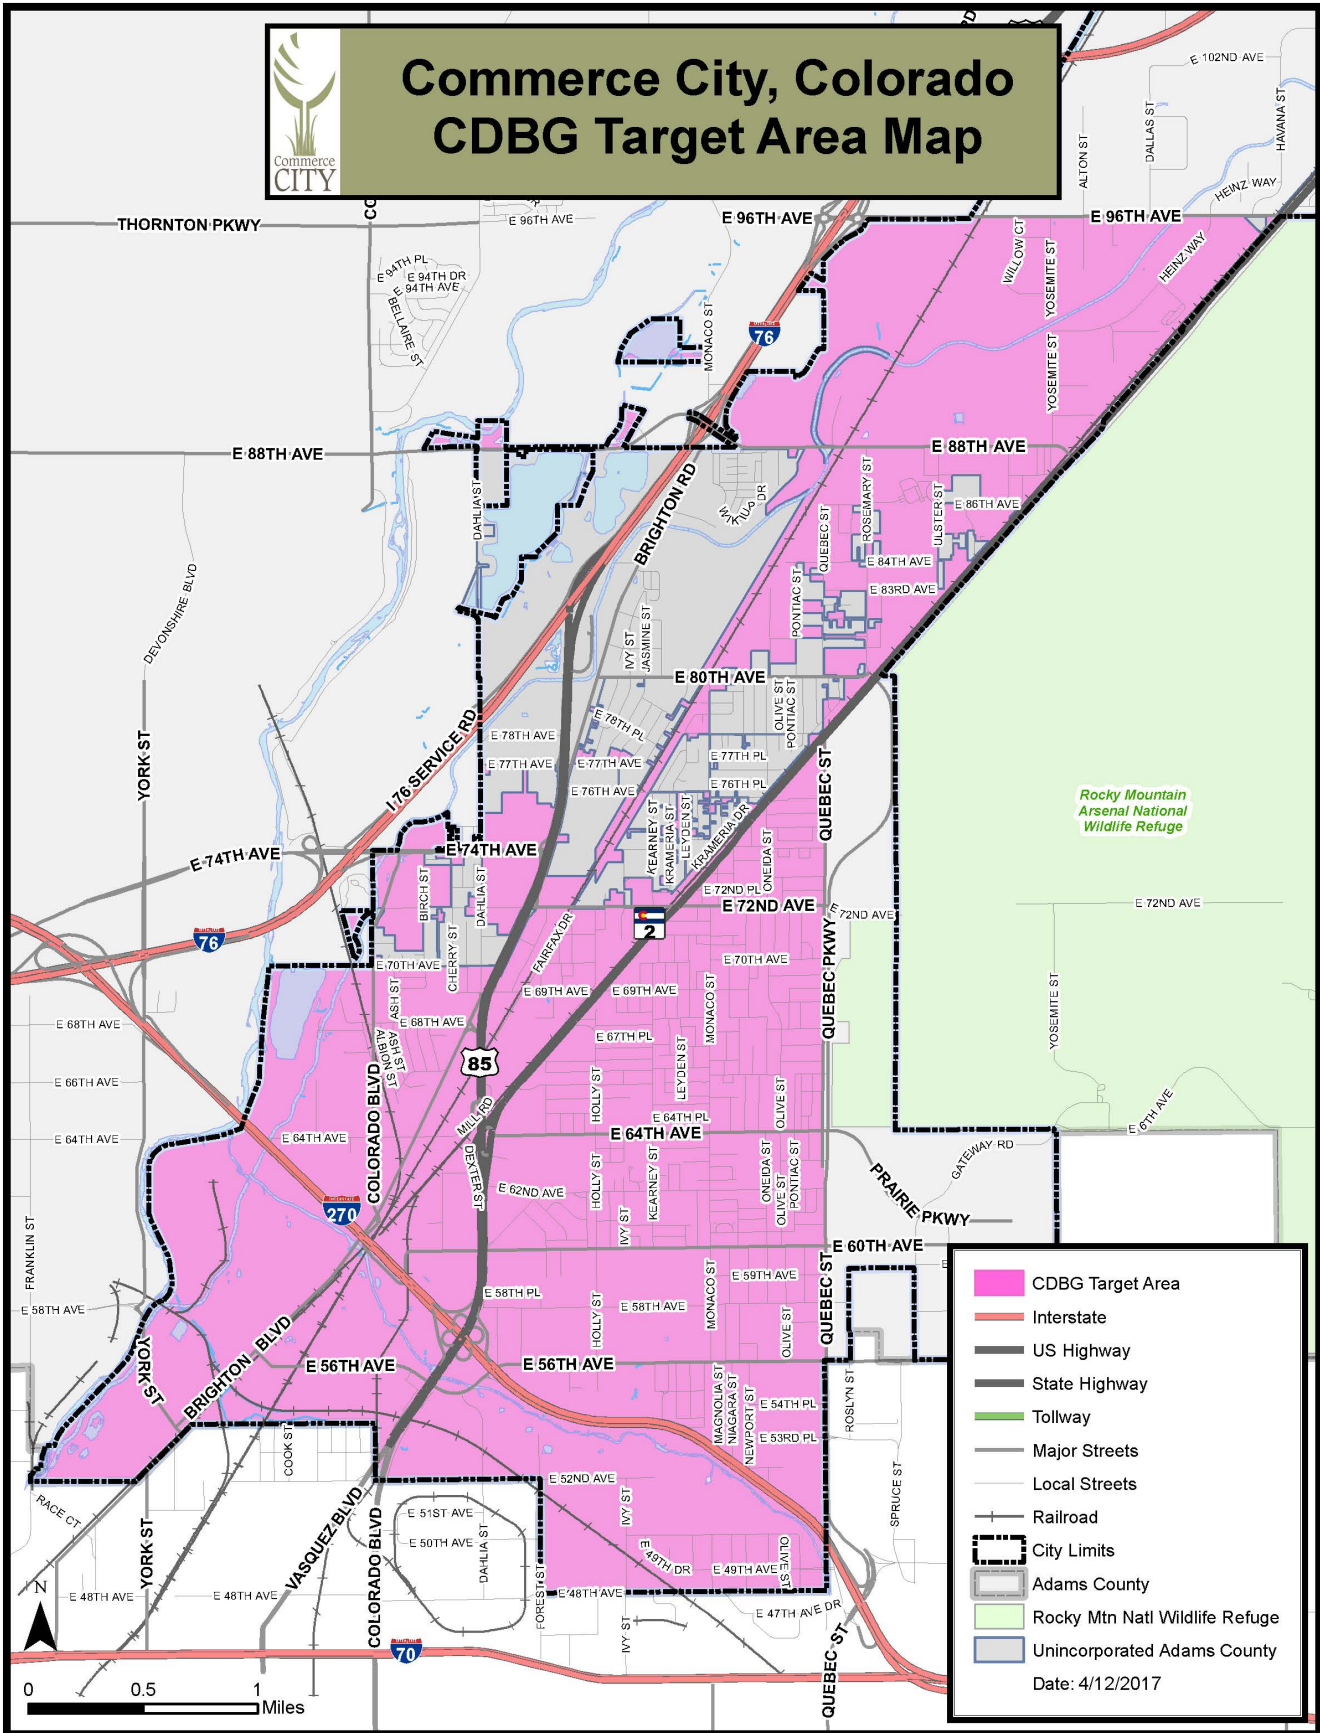 Commerce City, Colorado
CDBG Target Area Map
Commerce
CITY
RD
E 102ND AVE
HAVANA ST
DALLAS ST
ALTON ST
HEINZ WAY
THORNTON PKWY
CO
E 96TH AVE
E 96TH AVE
E 96TH AVE
WILLOW CT
YOSEMITE ST
HEINZ WAY
E 94TH PL
E 94TH DR
E 94TH AVE
BELLAIRE ST
MONACO ST
76
YOSEMITE ST
E 88TH AVE
E 88TH AVE
BRIGHTON RD
DAHLIA ST
QUEBEC ST
ROSEMARY ST
ULSTER ST
E 86TH AVE
E 84TH AVE
E 83RD AVE
DEVONSHIRE BLVD
PONTIAC ST
IVY ST
JASMINE ST
E 80TH AVE
OLIVE ST
PONTIAC ST
E 78TH PL
E 78TH AVE
E 77TH AVE
E 77TH AVE
E 77TH PL
E 76TH AVE
E 76TH PL
YORK ST
I 76 SERVICE RD
QUEBEC ST
Rocky Mountain
Arsenal National
Wildlife Refuge
KEARNEY ST
KRAMERIA ST
LEYDEN ST
KRAMERIA DR
ONEIDA ST
E 74TH AVE
E 74TH AVE
BIRCH ST
DAHLIA ST
CHERRY ST
E 72ND PL
E 72ND AVE
E 72ND AVE
E 72ND AVE
2
FAIRFAX DR
76
E 70TH AVE
E 70TH AVE
QUEBEC PKWY
E 69TH AVE
E 69TH AVE
MONACO ST
YOSEMITE ST
ASH ST
E 68TH AVE
E 68TH AVE
ASH ST
ALBION ST
E 67TH PL
E 66TH AVE
85
LEYDEN ST
COLORADO BLVD
HOLLY ST
OLIVE ST
MILL RD
E 64TH PL
E 64TH AVE
E 64TH AVE
E 64TH AVE
E 6TH AVE
GATEWAY RD
DEXTER ST
E 62ND AVE
HOLLY ST
KEARNEY ST
IVY ST
ONEIDA ST
OLIVE ST
PONTIAC ST
PRAIRIE PKWY
270
FRANKLIN ST
E 60TH AVE
E
E 59TH AVE
MONACO ST
QUEBEC ST
E 58TH AVE
E 58TH PL
E 58TH AVE
HOLLY ST
OLIVE ST
YORK ST
BRIGHTON BLVD
E 56TH AVE
E 56TH AVE
MAGNOLIA ST
NIAGARA ST
NEWPORT ST
E 54TH PL
E 53RD PL
ROSLYN ST
COOK ST
E 52ND AVE
IVY ST
SPRUCE ST
RACE CT
YORK ST
VASQUEZ BLVD
COLORADO BLVD
E 51ST AVE
E 50TH AVE
DAHLIA ST
E 49TH DR
E 49TH AVE
OLIVE ST
FOREST ST
E 48TH AVE
E 48TH AVE
E 48TH AVE
E 47TH AVE DR
IVY ST
QUEBEC ST
70
N
0 0.5 1
Miles
CDBG Target Area
Interstate
US Highway
State Highway
Tollway
Major Streets
Local Streets
Railroad
City Limits
Adams County
Rocky Mtn Natl Wildlife Refuge
Unincorporated Adams County
Date: 4/12/2017